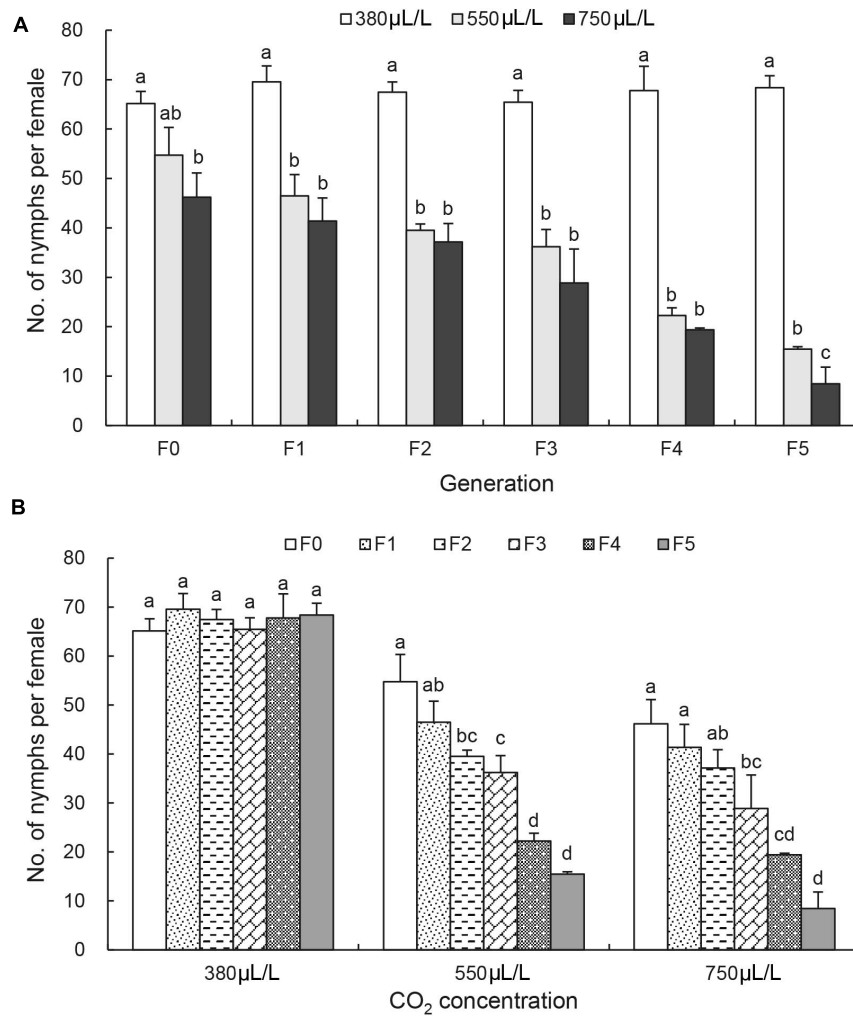 A
380µL/L 550µL/L 750µL/L
No. of nymphs per female
80
70
60
50
40
30
20
10
0
a ab b
a b b
a b b
a b b
a b b
a b c
F0 F1 F2 F3 F4 F5
Generation
B
F0 F1 F2 F3 F4 F5
No. of nymphs per female
80
70
60
50
40
30
20
10
0
a a a a a a
a ab bc c d d
a a ab bc cd d
380µL/L 550µL/L 750µL/L
CO₂ concentration